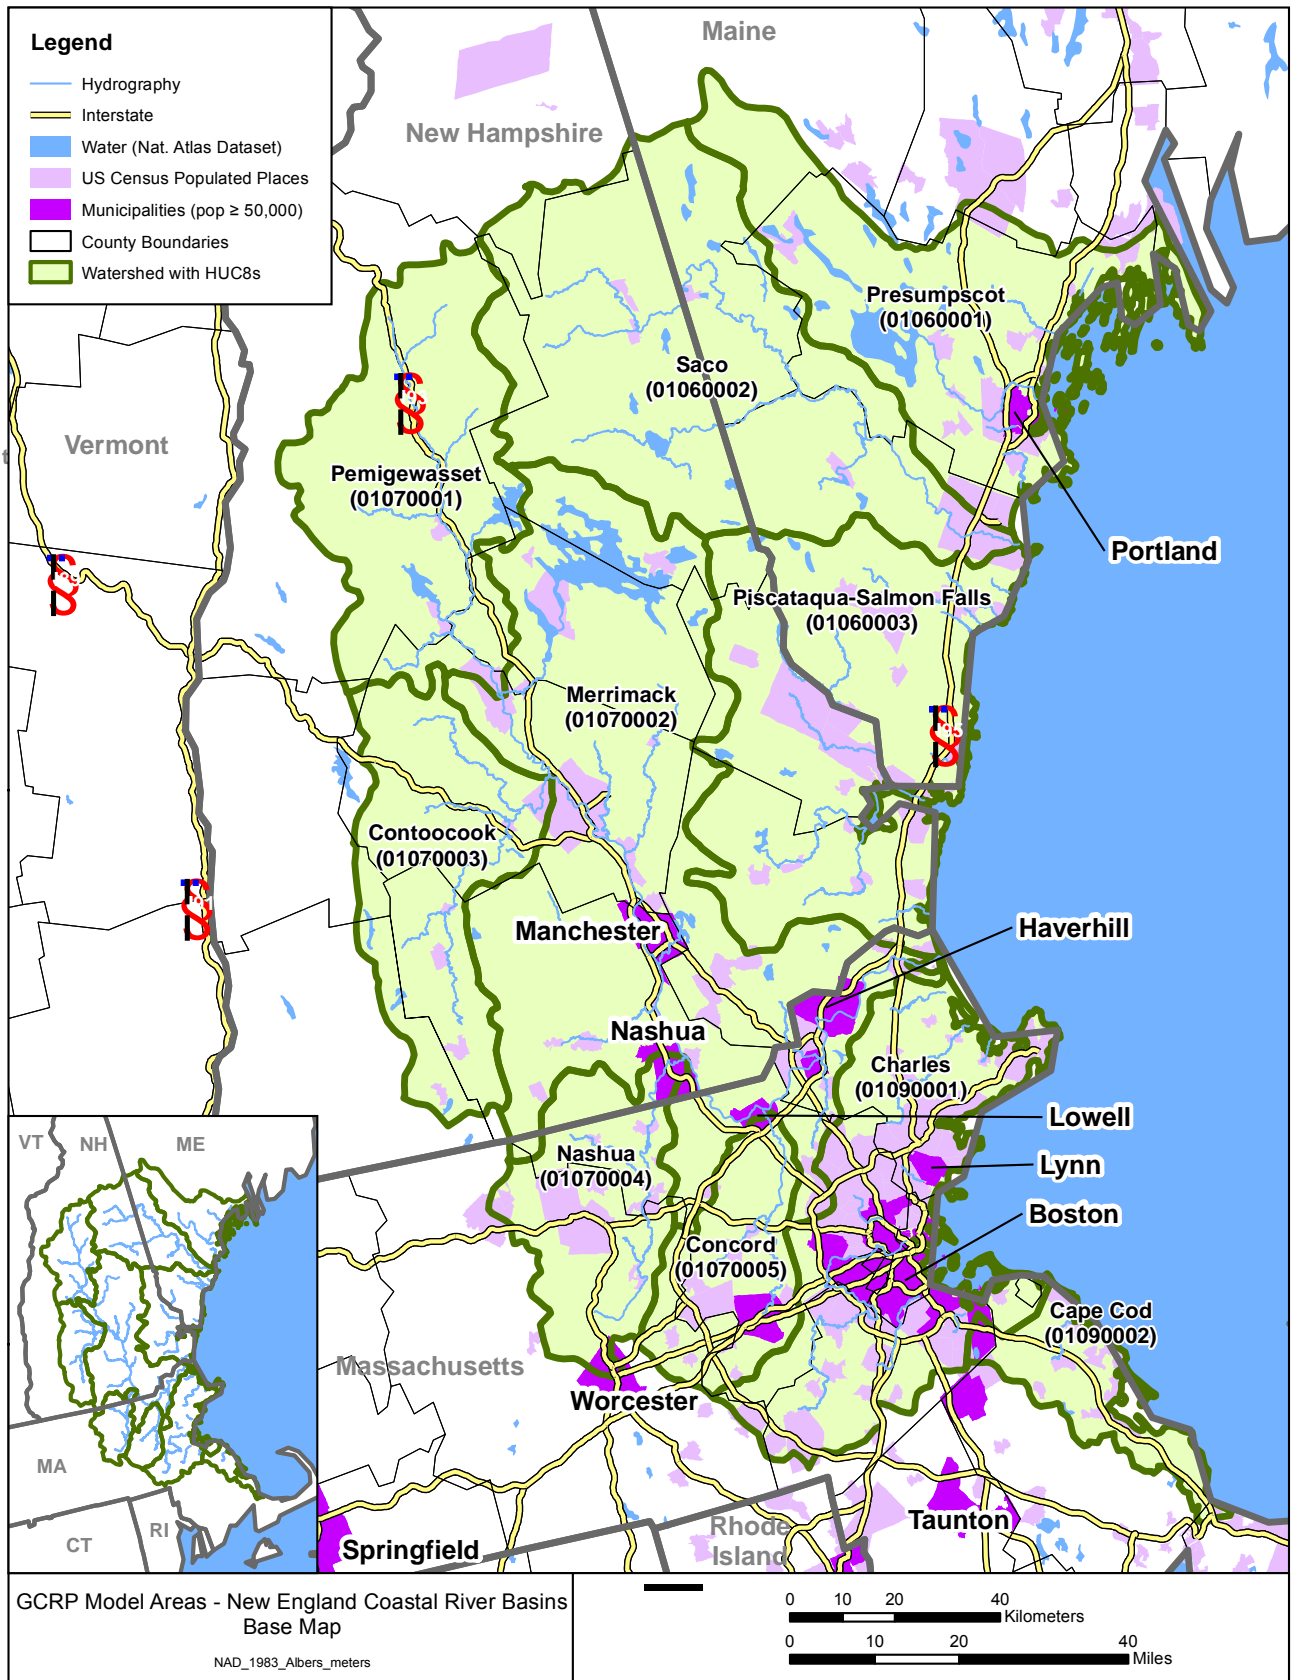 Legend
Hydrography
Interstate
Water (Nat. Atlas Dataset)
US Census Populated Places
Municipalities (pop ≥ 50,000)
County Boundaries
Watershed with HUC8s
Maine
New Hampshire
Vermont
t
Presumpscot
(01060001)
Saco
(01060002)
Pemigewasset
(01070001)
Portland
Piscataqua-Salmon Falls
(01060003)
Merrimack
(01070002)
Contoocook
(01070003)
Manchester
Haverhill
Nashua
Charles
(01090001)
Lowell
Nashua
(01070004)
Lynn
Boston
Concord
(01070005)
Cape Cod
(01090002)
Massachusetts
Worcester
Taunton
Rhode
Island
Springfield
VT
NH
ME
MA
CT
RI
GCRP Model Areas - New England Coastal River Basins
Base Map
NAD_1983_Albers_meters
0 10 20 40
Kilometers
0 10 20 40
Miles